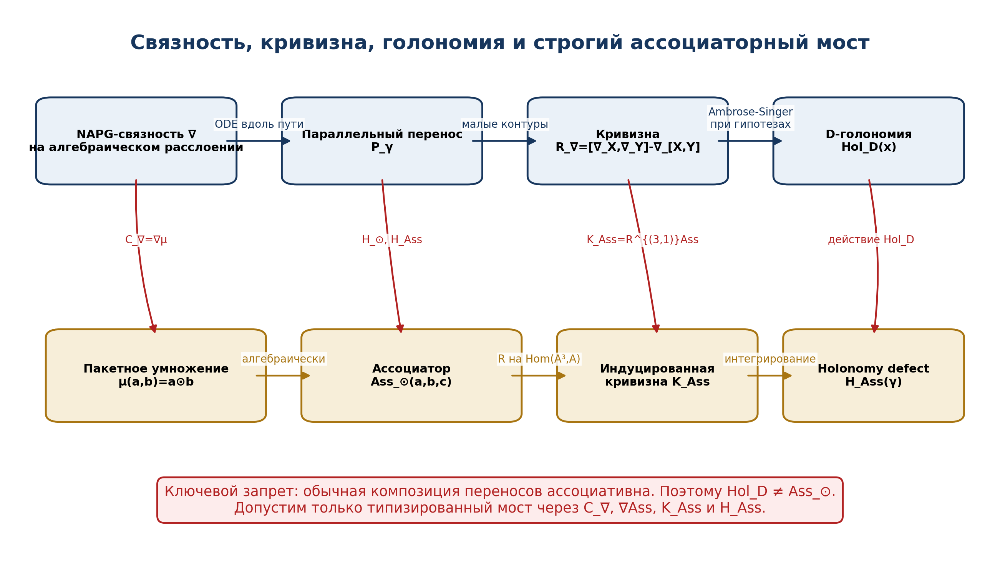 Связность, кривизна, голономия и строгий ассоциаторный мост
NAPG-связность ∇
на алгебраическом расслоении
ODE вдоль пути
Параллельный перенос
P_γ
малые контуры
Кривизна
R_∇=[∇_X,∇_Y]-∇_[X,Y]
Ambrose-Singer
при гипотезах
D-голономия
Hol_D(x)
C_∇=∇μ
H_⊙, H_Ass
K_Ass=R^{(3,1)}Ass
действие Hol_D
Пакетное умножение
μ(a,b)=a⊙b
алгебраически
Ассоциатор
Ass_⊙(a,b,c)
R на Hom(A³,A)
Индуцированная
кривизна K_Ass
интегрирование
Holonomy defect
H_Ass(γ)
Ключевой запрет: обычная композиция переносов ассоциативна. Поэтому Hol_D ≠ Ass_⊙.
Допустим только типизированный мост через C_∇, ∇Ass, K_Ass и H_Ass.